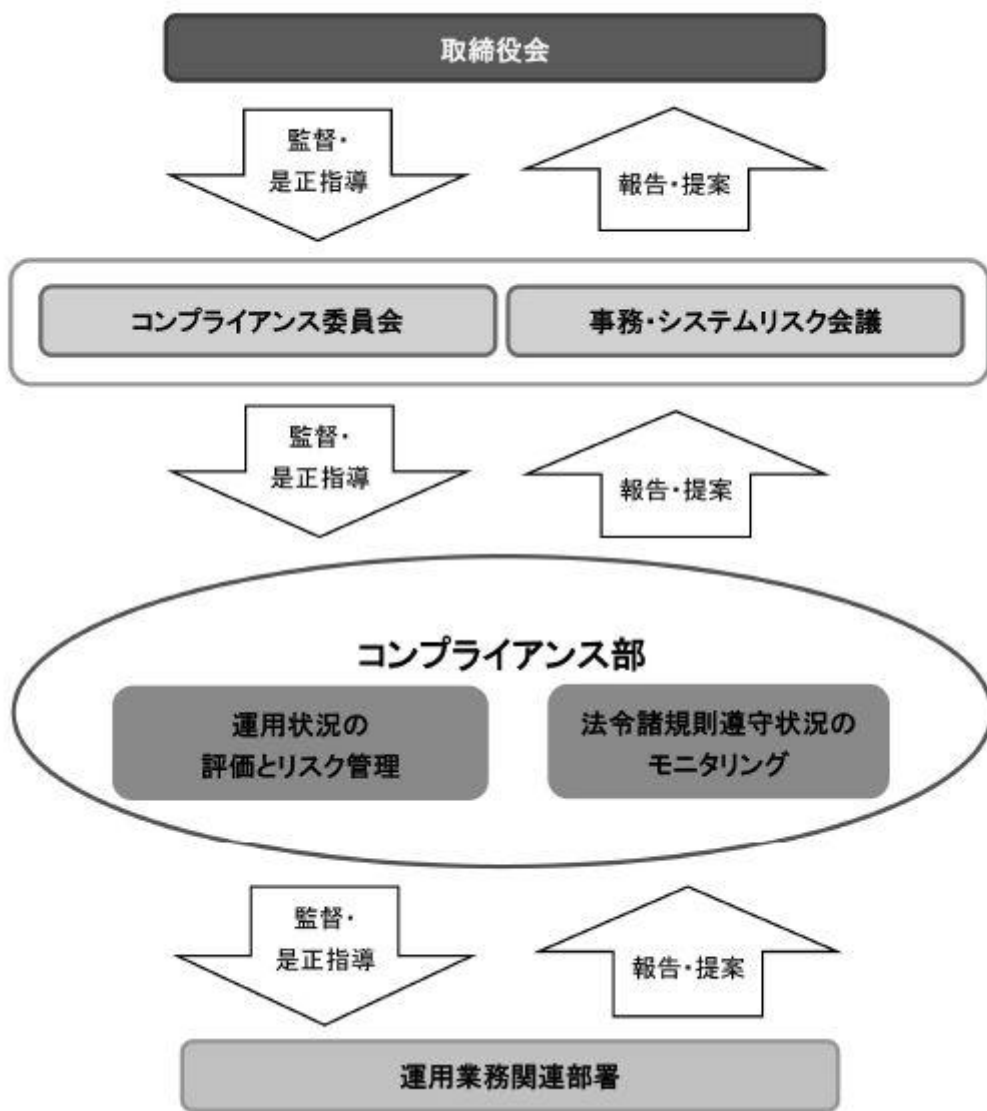 取締役会
監督・
是正指導
報告・提案
コンプライアンス委員会
事務・システムリスク会議
監督・
是正指導
報告・提案
コンプライアンス部
運用状況の
評価とリスク管理
法令諸規則遵守状況の
モニタリング
監督・
是正指導
報告・提案
運用業務関連部署